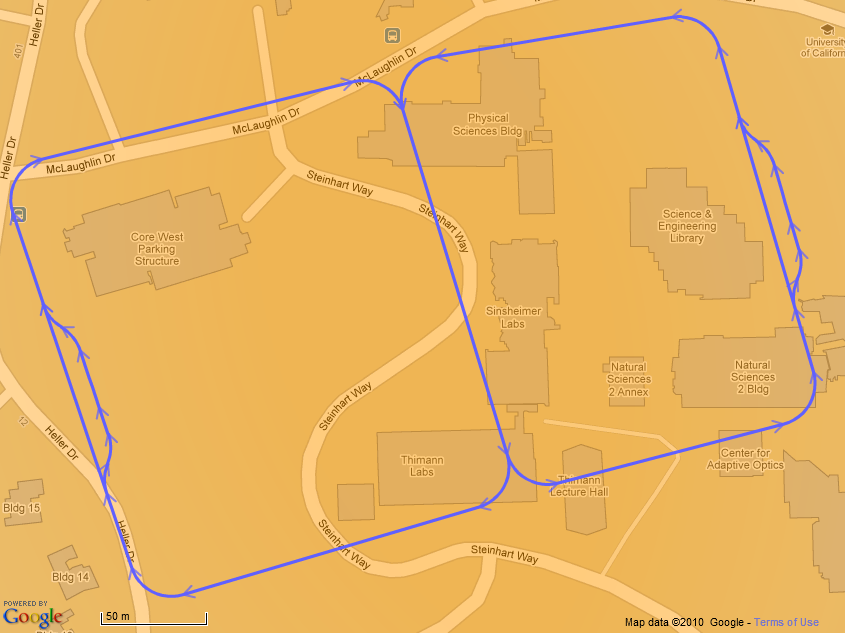 Heller Dr
401
Heller Dr
McLaughlin Dr
McLaughlin Dr
McLaughlin Dr
University
of Californ
Physical
Sciences Bldg
Steinhart Way
Steinhart Way
Core West
Parking
Structure
Science &
Engineering
Library
Sinsheimer
Labs
Natural
Sciences
2 Annex
Natural
Sciences
2 Bldg
Steinhart Way
12
Heller Dr
Thimann
Labs
Thimann
Lecture Hall
Center for
Adaptive Optics
Bldg 15
Heller Dr
Steinhart Way
Steinhart Way
Bldg 14
POWERED BY
Google
50 m
Map data ©2010 Google - Terms of Use